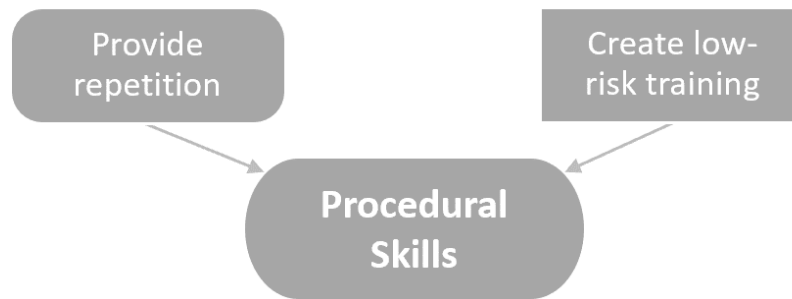 Provide
repetition
Create low-
risk training
Procedural
Skills